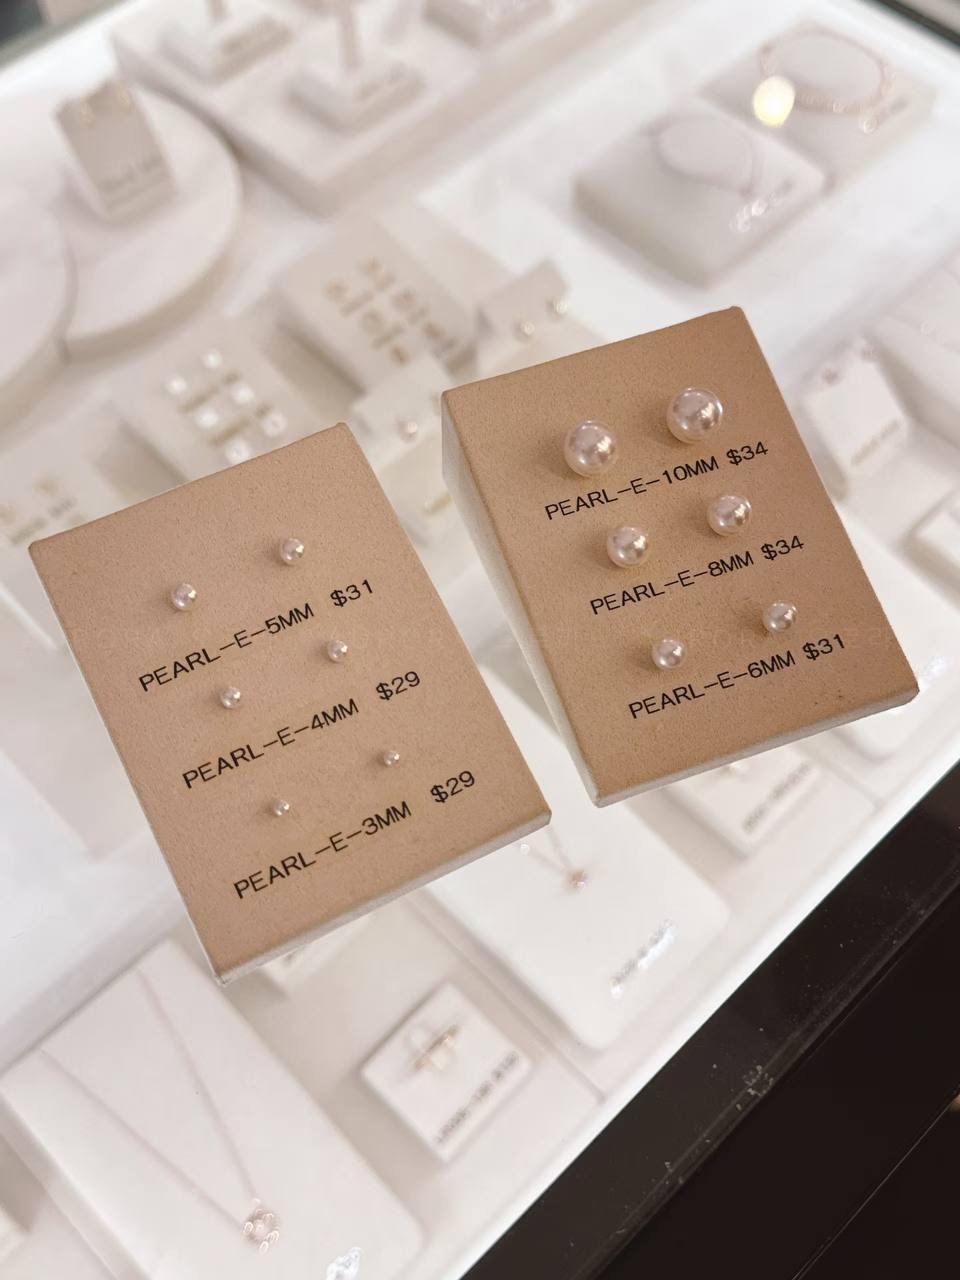 PEARL-E-5MM $31
PEARL-E-4MM $29
PEARL-E-3MM $29
PEARL-E-10MM $34
PEARL-E-8MM $34
PEARL-E-6MM $31